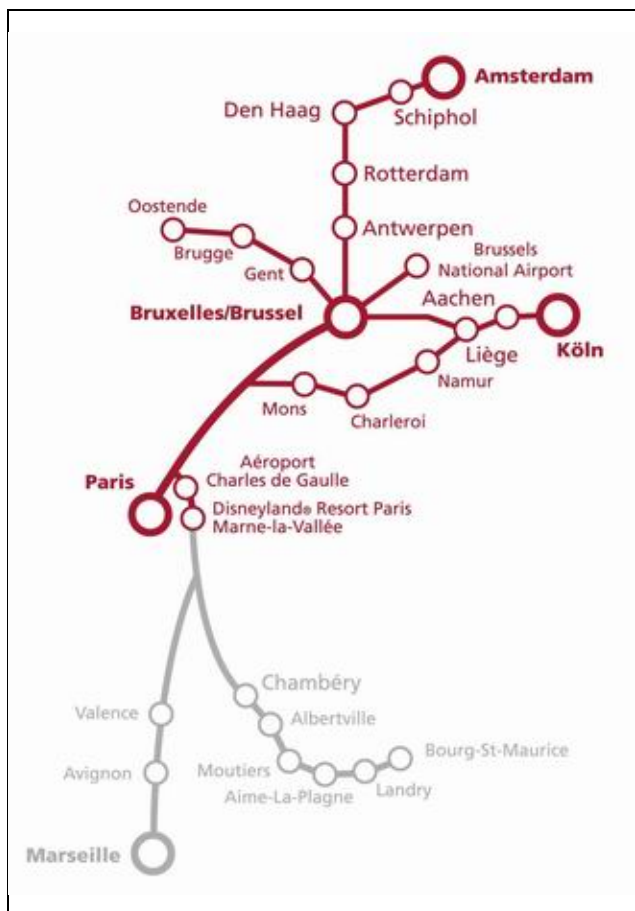 Amsterdam
Schiphol
Den Haag
Rotterdam
Oostende
Brugge
Gent
Antwerpen
Brussels
National Airport
Bruxelles/Brussel
Aachen
Liège
Köln
Namur
Mons
Charleroi
Paris
Aéroport
Charles de Gaulle
Disneyland® Resort Paris
Marne-la-Vallée
Chambéry
Valence
Albertville
Bourg-St-Maurice
Moutiers
Avignon
Aime-La-Plagne
Landry
Marseille